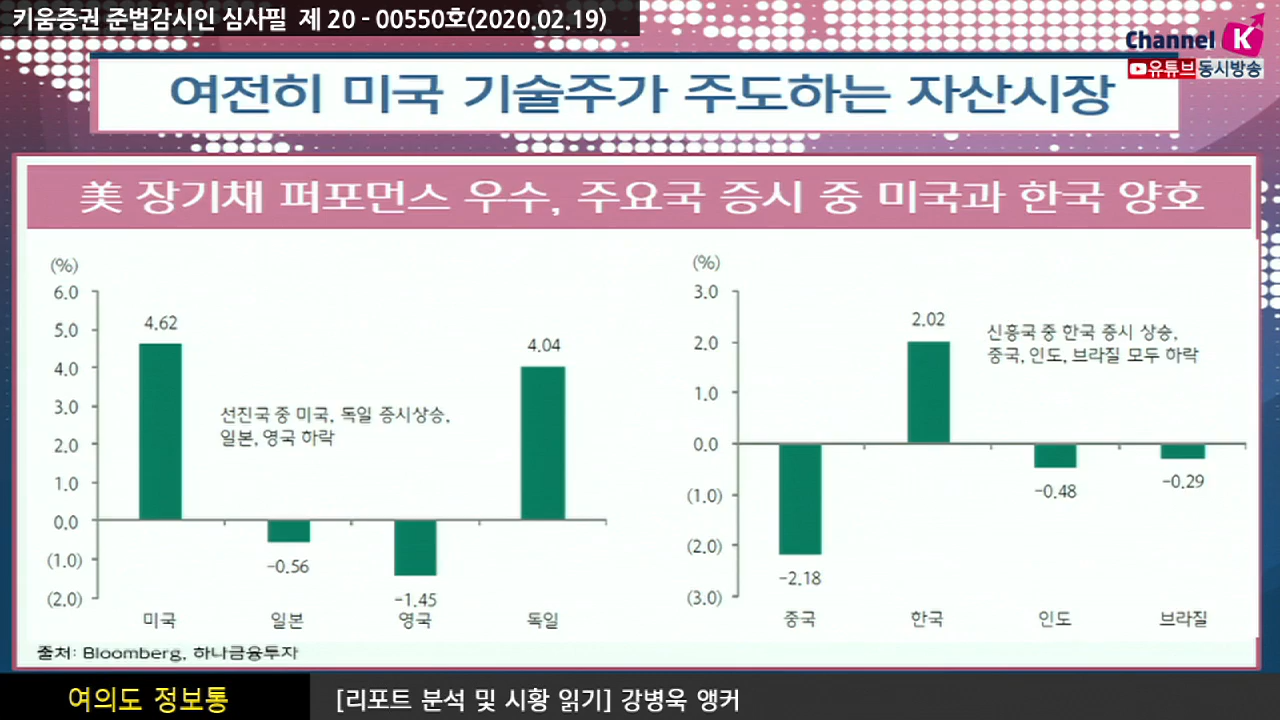 키움증권 준법감시인 심사필 제 20 - 00550호(2020.02.19)
Channel K
유튜브 동시방송
여전히 미국 기술주가 주도하는 자산시장
美 장기채 퍼포먼스 우수, 주요국 증시 중 미국과 한국 양호
(%)
6.0
5.0
4.0
3.0
2.0
1.0
0.0
(1.0)
(2.0)
4.62
-0.56
-1.45
4.04
선진국 중 미국, 독일 증시상승,
일본, 영국 하락
미국 일본 영국 독일
(%)
3.0
2.0
1.0
0.0
(1.0)
(2.0)
(3.0)
-2.18
2.02
-0.48
-0.29
신흥국 중 한국 증시 상승,
중국, 인도, 브라질 모두 하락
중국 한국 인도 브라질
출처: Bloomberg, 하나금융투자
여의도 정보통
[리포트 분석 및 시황 읽기] 강병욱 앵커